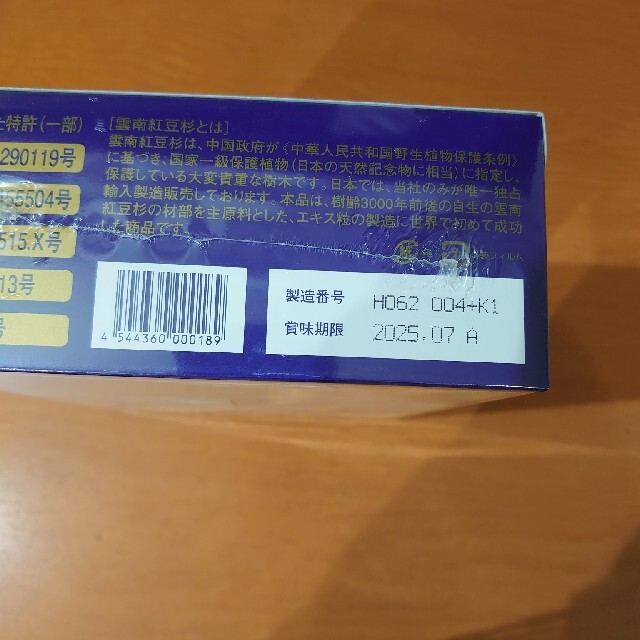 特許(一部)
290119号
55504号
515.X号
13号
号
[雲南紅豆杉とは]
雲南紅豆杉は、中国政府が《中華人民共和国野生植物保護条例》
に基づき、国家一級保護植物(日本の天然記念物に相当)に指定し、
保護している大変貴重な樹木です。日本では、当社のみが唯一独占
輸入製造販売しております。本品は、樹齢3000年前後の自生の雲南
紅豆杉の材部を主原料とした、エキス粒の製造に世界で初めて成功
した商品です。
4 544360 000189
製造番号 H062 004+K1
賞味期限 2025.07 A